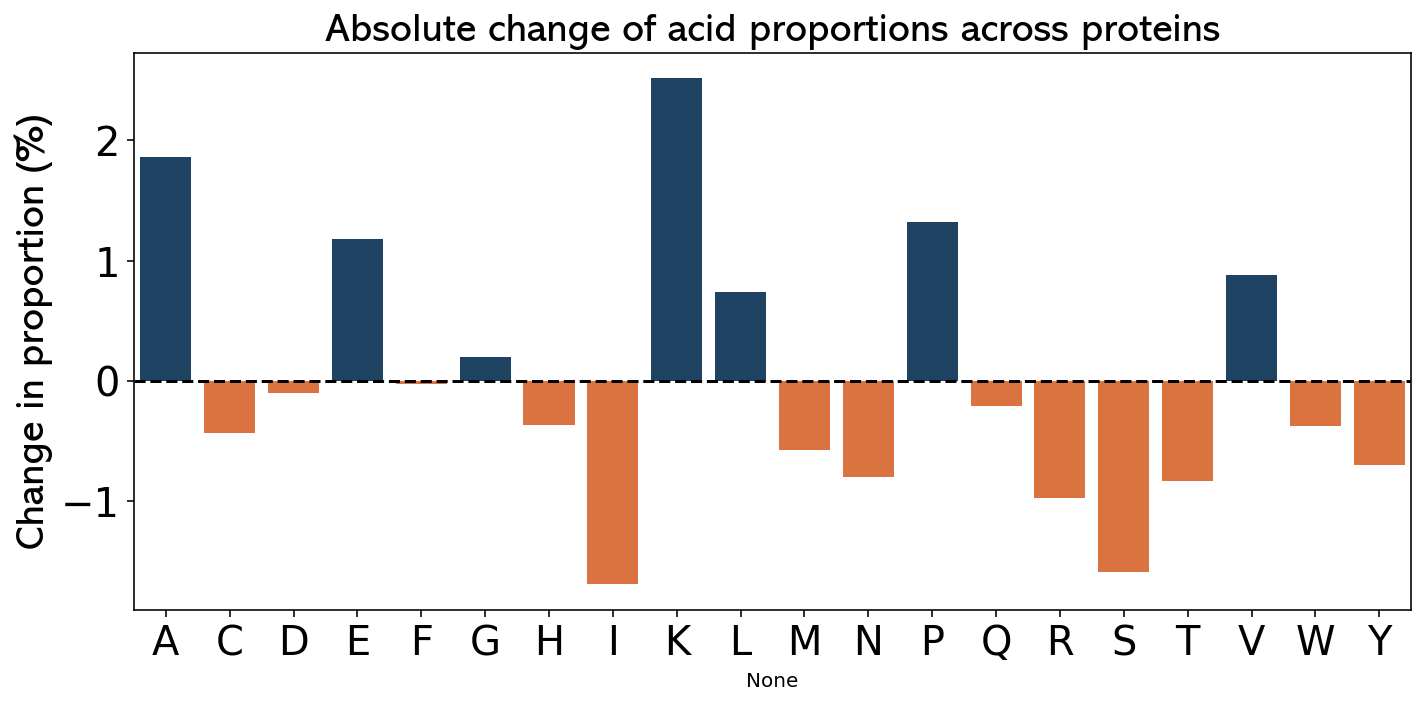 Absolute change of acid proportions across proteins
Change in proportion (%)
2
1
0
−1
A C D E F G H I K L M N P Q R S T V W Y
None